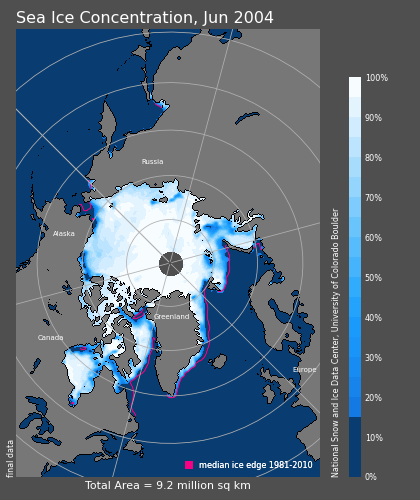 Sea Ice Concentration, Jun 2004
100%
90%
80%
70%
60%
50%
40%
30%
20%
10%
0%
Russia
Alaska
Greenland
Canada
Europe
National Snow and Ice Data Center, University of Colorado Boulder
final data
median ice edge 1981-2010
Total Area = 9.2 million sq km